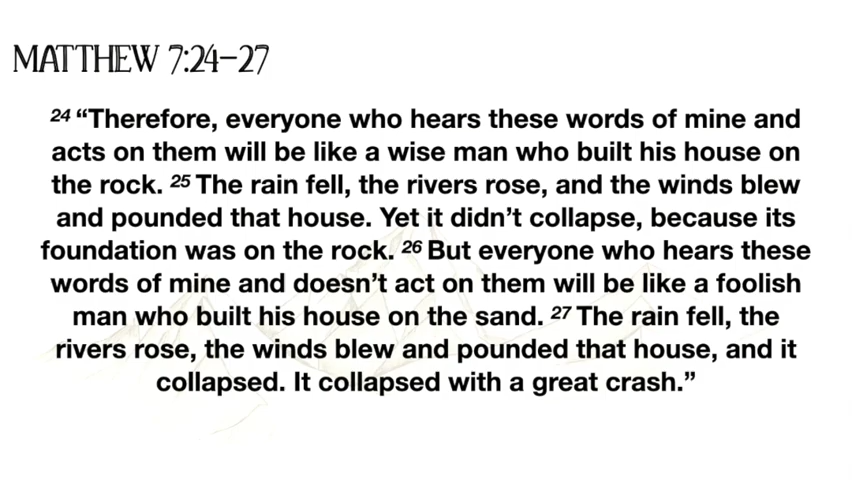 MATTHEW 7:24–27
24 “Therefore, everyone who hears these words of mine and
acts on them will be like a wise man who built his house on
the rock. 25 The rain fell, the rivers rose, and the winds blew
and pounded that house. Yet it didn’t collapse, because its
foundation was on the rock. 26 But everyone who hears these
words of mine and doesn’t act on them will be like a foolish
man who built his house on the sand. 27 The rain fell, the
rivers rose, the winds blew and pounded that house, and it
collapsed. It collapsed with a great crash.”